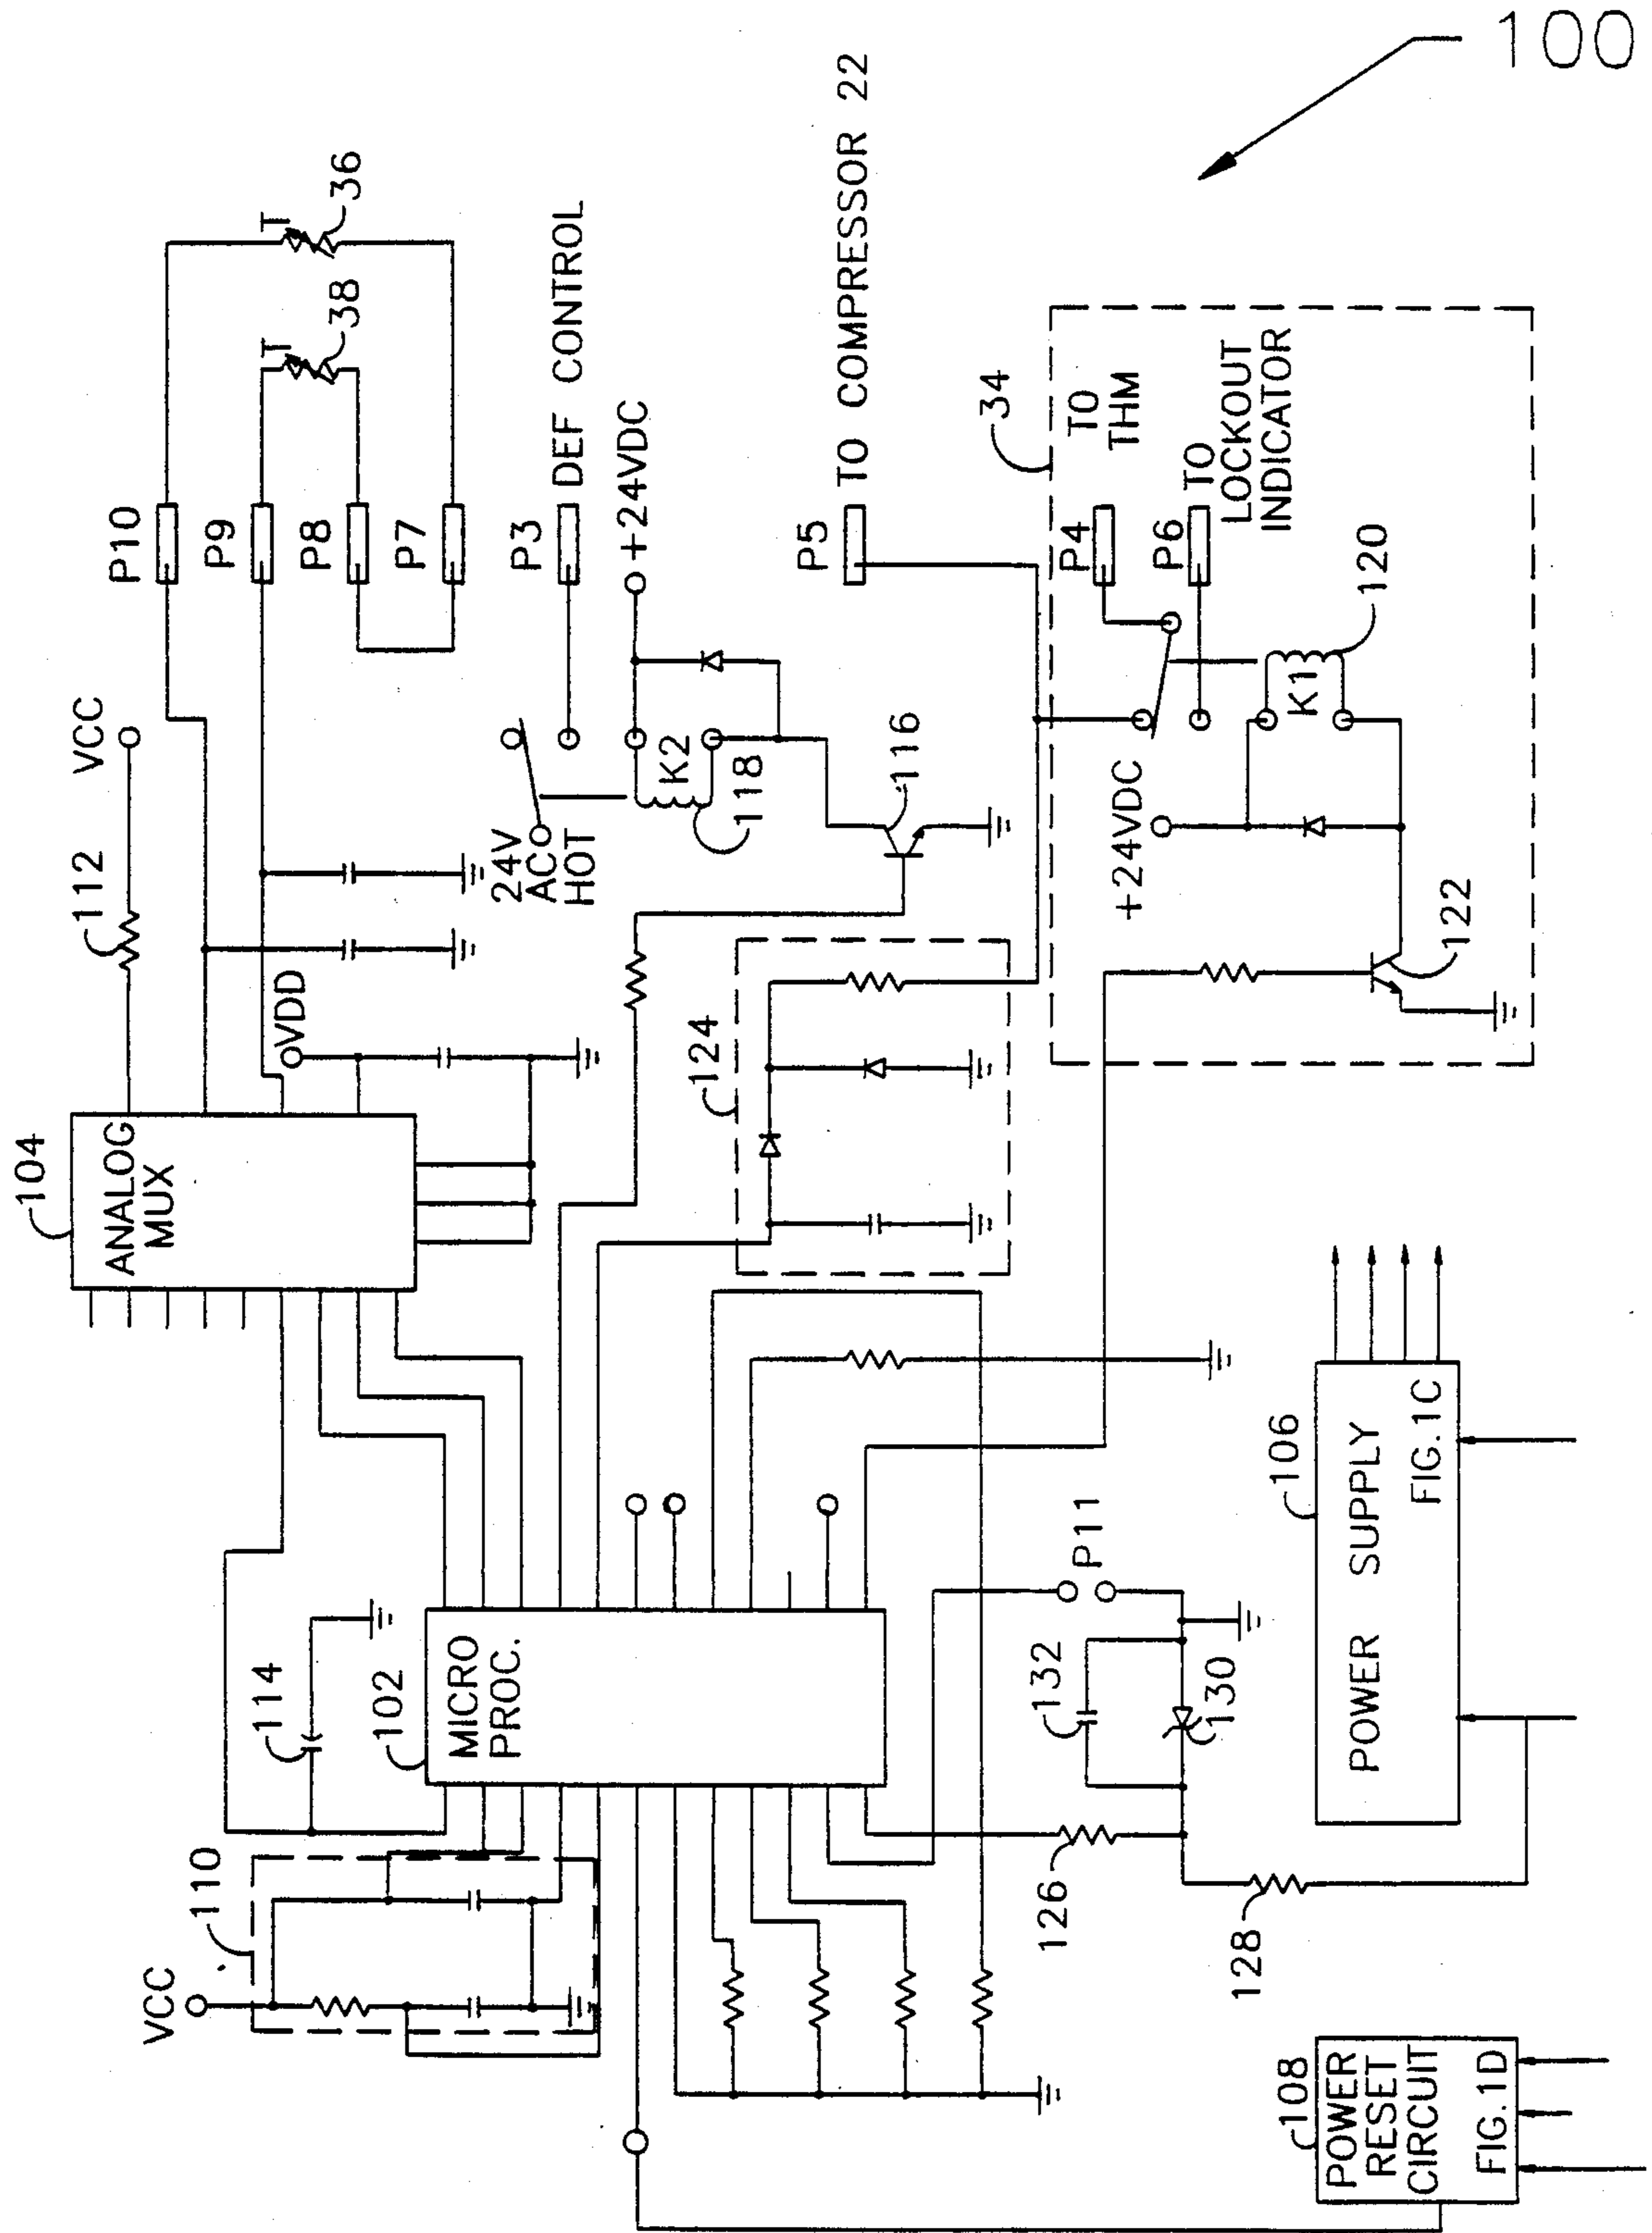 100
104
ANALOG
MUX
112
VCC
P10
P9
P8
P7
T
36
T
38
VDD
P3
DEF CONTROL
24V
AC
HOT
+24VDC
K2
118
116
P5
TO COMPRESSOR 22
124
34
P4
TO
THM
P6
TO
LOCKOUT
INDICATOR
+24VDC
K1
120
122
VCC
110
114
102
MICRO
PROC.
126
128
132
130
P11
106
POWER SUPPLY
FIG.1C
108
POWER
RESET
CIRCUIT
FIG.1D